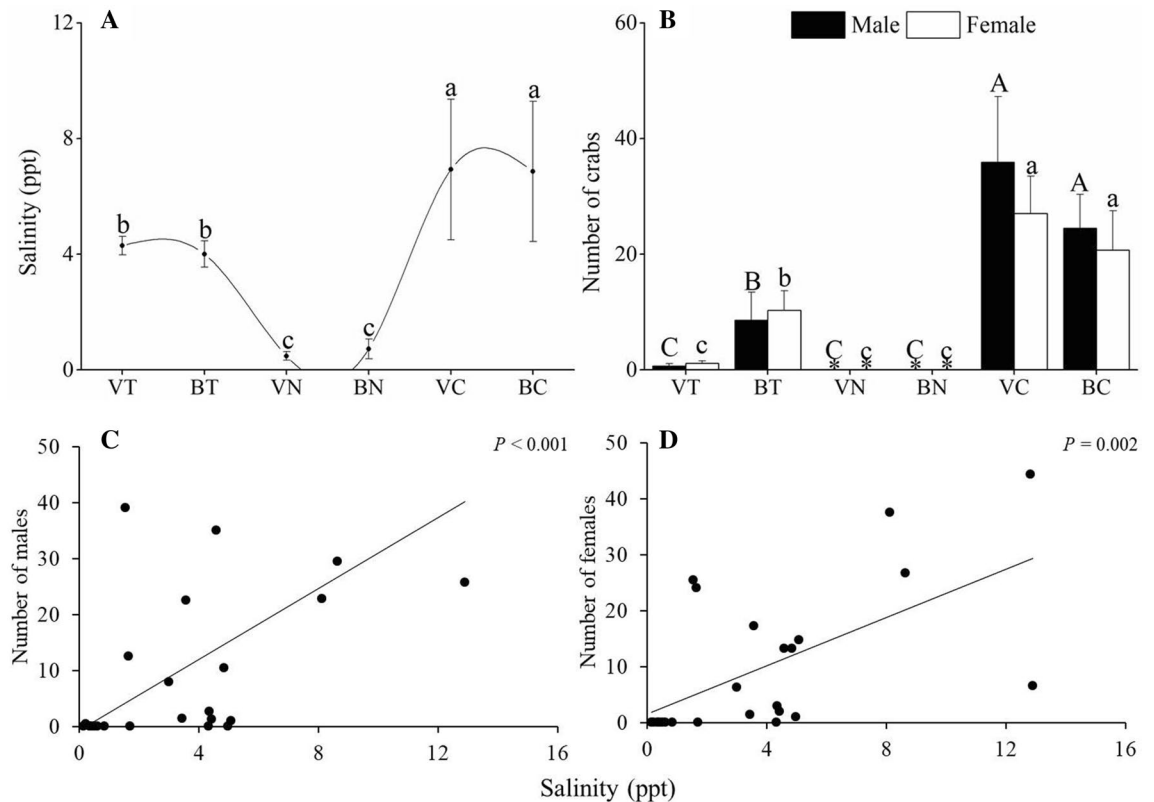 A
12
8
4
0
Salinity (ppt)
b
b
c
c
a
a
VT BT VN BN VC BC
B
Male Female
60
40
20
0
Number of crabs
C c
B b
C c
* *
C c
* *
A a
A a
VT BT VN BN VC BC
C
P < 0.001
50
40
30
20
10
0
Number of males
0 4 8 12 16
D
P = 0.002
50
40
30
20
10
0
Number of females
0 4 8 12 16
Salinity (ppt)